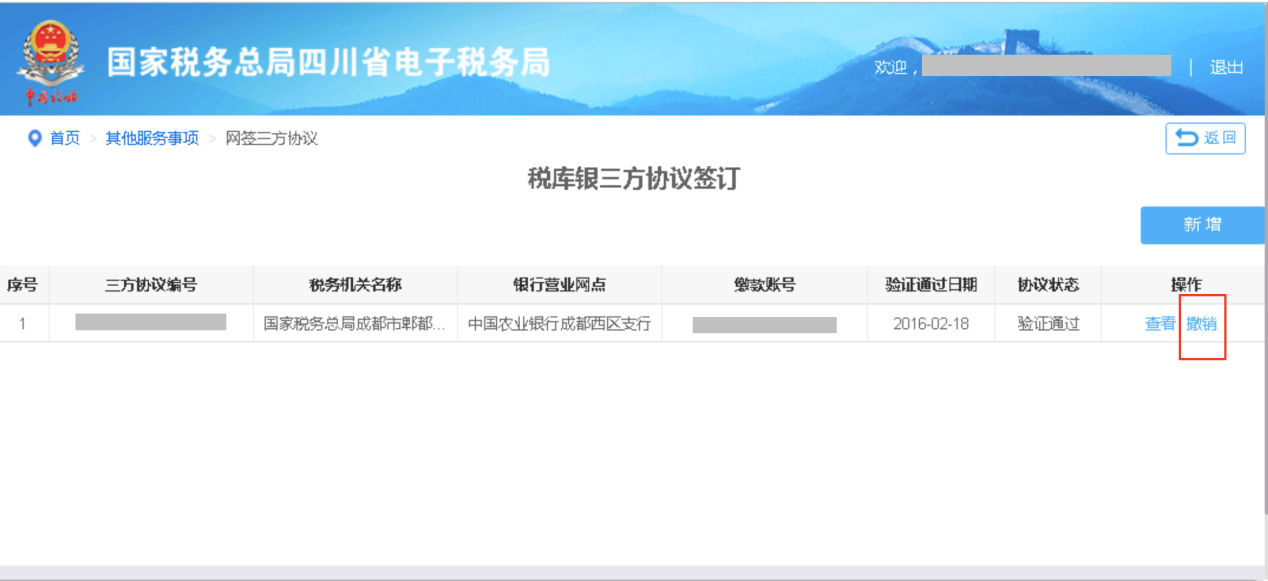 国家税务总局四川省电子税务局
欢迎， | 退出
中国税务
首页 > 其他服务事项 > 网签三方协议
返回
税库银三方协议签订
新增
序号 三方协议编号 税务机关名称 银行营业网点 缴款账号 验证通过日期 协议状态 操作
1 国家税务总局成都市郫都... 中国农业银行成都西区支行 2016-02-18 验证通过 查看 撤销